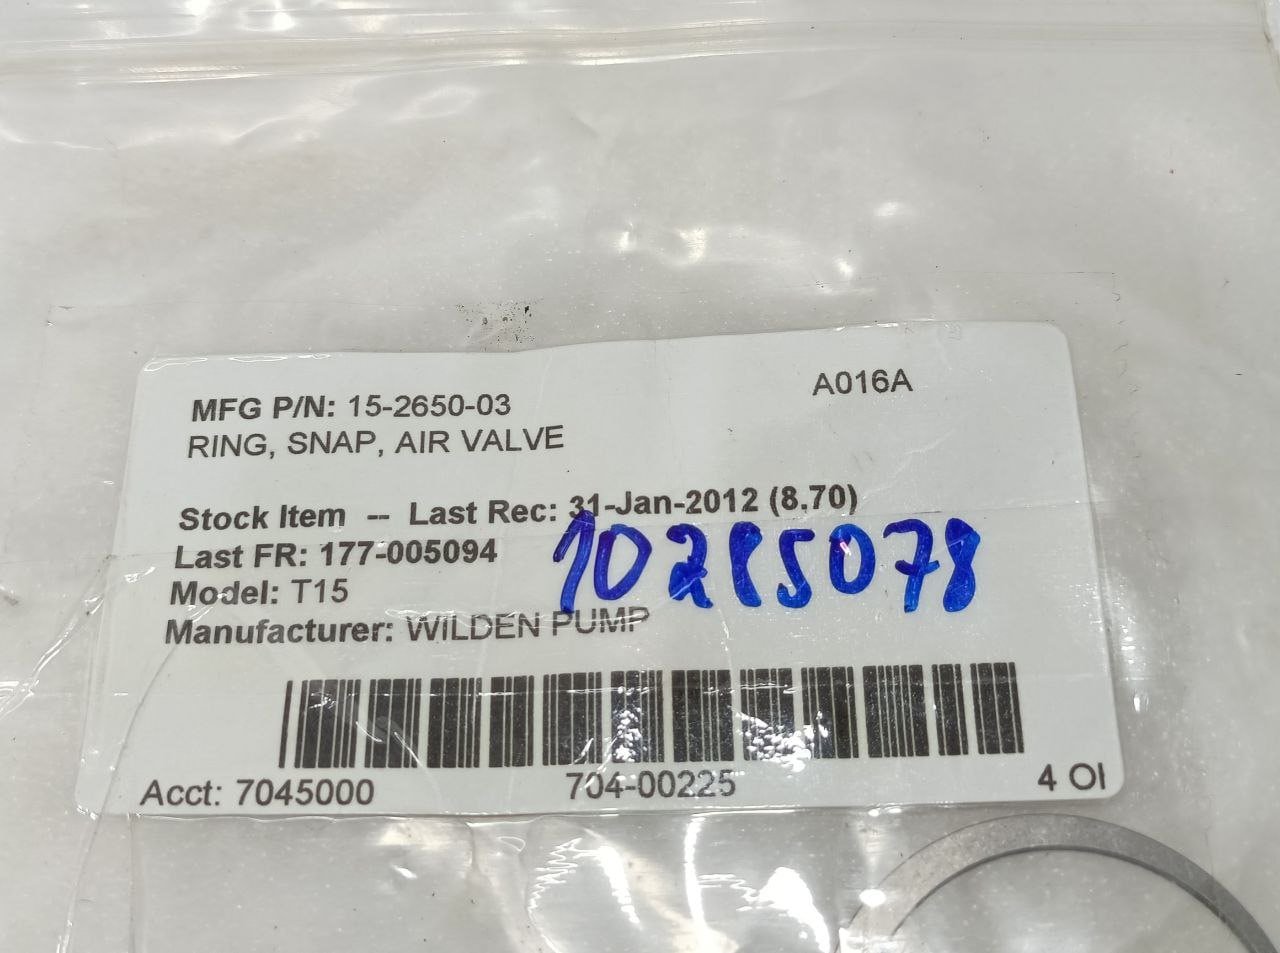 MFG P/N: 15-2650-03
A016A
RING, SNAP, AIR VALVE
Stock Item -- Last Rec: 31-Jan-2012 (8.70)
Last FR: 177-005094
10285078
Model: T15
Manufacturer: WILDEN PUMP
Acct: 7045000
704-00225
4 OI